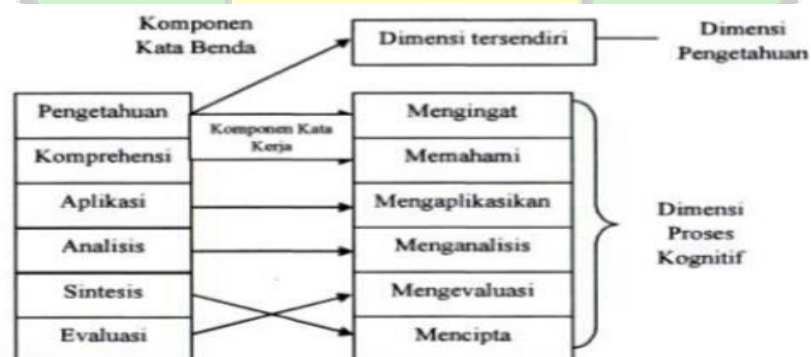 Komponen
Kata Benda
Dimensi tersendiri
Dimensi
Pengetahuan
Pengetahuan
Komponen Kata
Kerja
Mengingat
Komprehensi
Memahami
Aplikasi
Mengaplikasikan
Analisis
Menganalisis
Sintesis
Mengevaluasi
Evaluasi
Mencipta
Dimensi
Proses
Kognitif